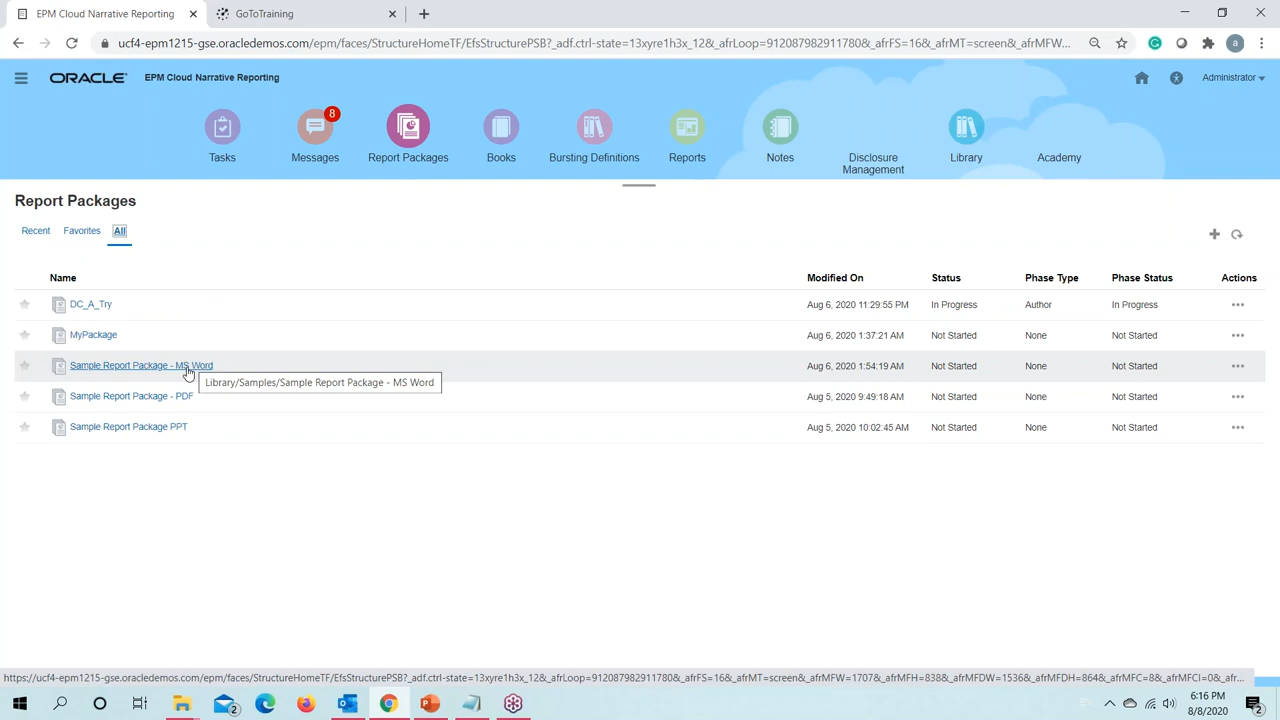 EPM Cloud Narrative Reporting
GoToTraining
ucf4-epm1215-gse.oracledemos.com/epm/faces/StructureHomeTF/EfsStructurePSB?_adf.ctrl-state=13xyre1h3x_12&_afrLoop=9120879829117​80&_afrFS=16&_afrMT=screen&_afrMFW...
a
ORACLE®
EPM Cloud Narrative Reporting
Administrator
8
Tasks
Messages
Report Packages
Books
Bursting Definitions
Reports
Notes
Disclosure
Management
Library
Academy
Report Packages
Recent
Favorites
All
Name
Modified On
Status
Phase Type
Phase Status
Actions
DC_A_Try
Aug 6, 2020 11:29:55 PM
In Progress
Author
In Progress
MyPackage
Aug 6, 2020 1:37:21 AM
Not Started
None
Not Started
Sample Report Package - MS Word
Aug 6, 2020 1:54:19 AM
Not Started
None
Not Started
Library/Samples/Sample Report Package - MS Word
Sample Report Package - PDF
Aug 5, 2020 9:49:18 AM
Not Started
None
Not Started
Sample Report Package PPT
Aug 5, 2020 10:02:45 AM
Not Started
None
Not Started
https://ucf4-epm1215-gse.oracledemos.com/epm/faces/StructureHomeTF/EfsStructurePSB?_adf.ctrl-state=13xyre1h3x_12&_afrLoop=912087982911780&_afrFS=16&_afrMT=screen&_afrMFW=1707&_afrMFH=838&_afrMFDW=1536&_afrMFDH=864&_afrMFC=8&_afrMFCI=0&_a...
2
6:16 PM
8/8/2020
2